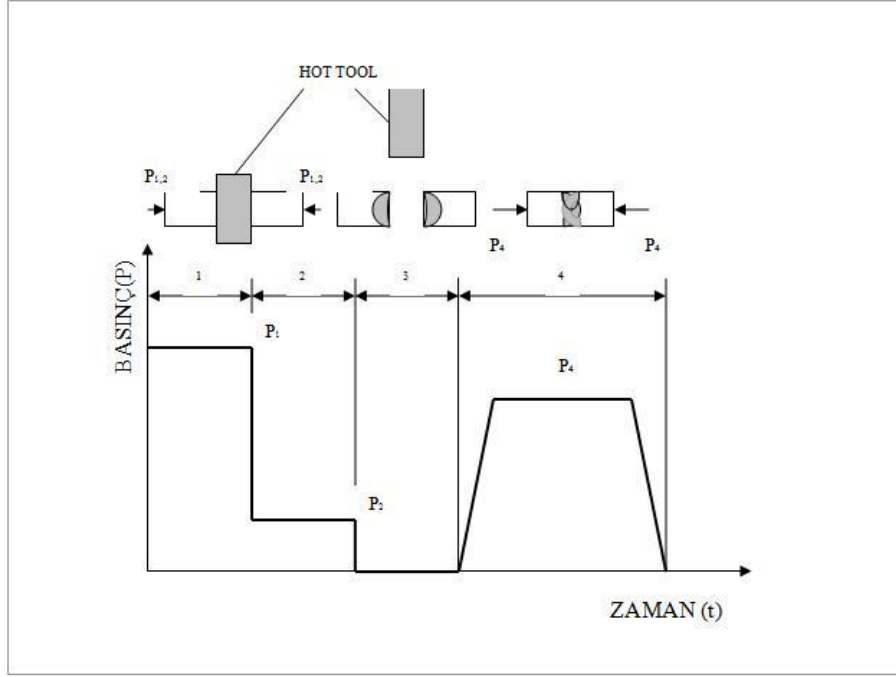 HOT TOOL
P₁,₂
P₁,₂
P₄
P₄
BASINÇ(P)
1
2
3
4
P₁
P₄
P₂
ZAMAN (t)